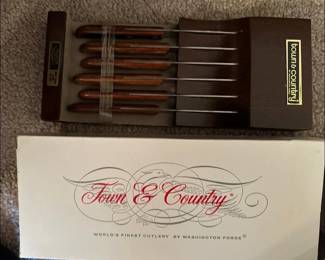 town & country
Town & Country®
WORLD'S FINEST CUTLERY BY WASHINGTON FORGE®